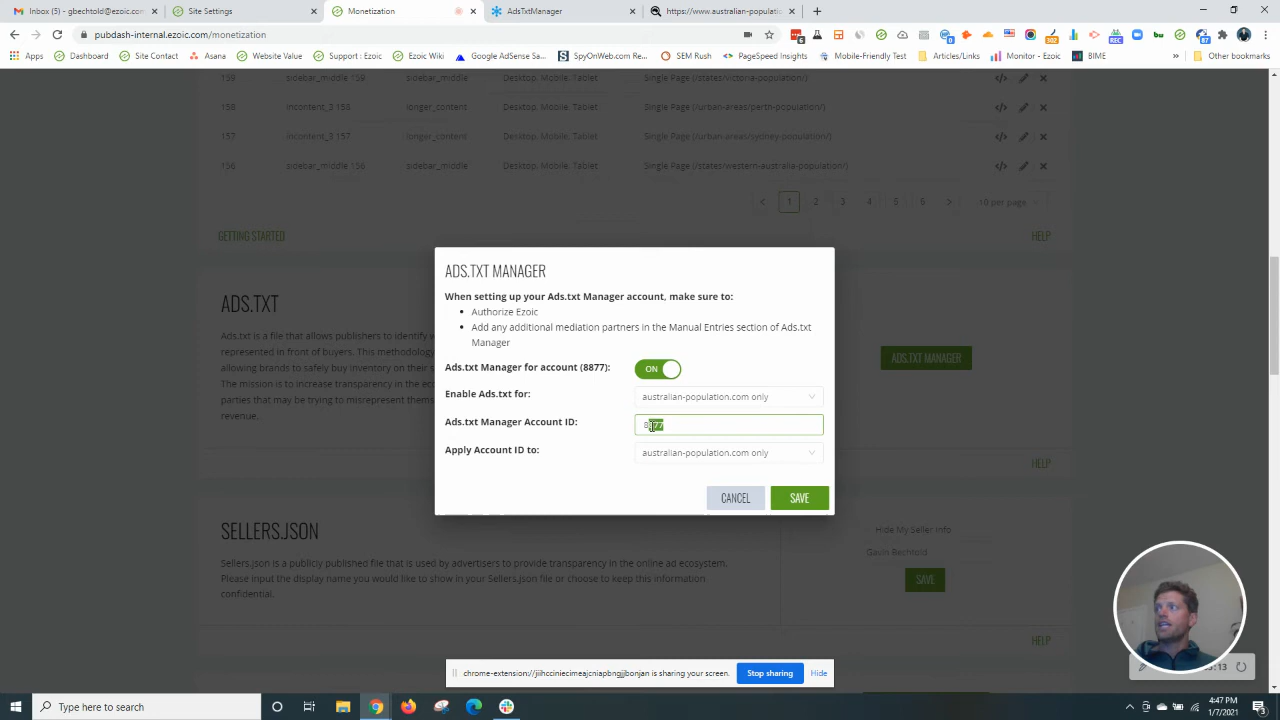 Inbox (6) - gbechtold@ezoic.com
Site Settings
Monetization
Ads.txt Manager
https://www.australian-populatio
pubdash-internal.ezoic.com/monetization
Apps
Dashboard
Contacts
Asana
Website Value
Support : Ezoic
Ezoic Wiki
Google AdSense Sa...
SpyOnWeb.com Re...
SEM Rush
PageSpeed Insights
Mobile-Friendly Test
Articles/Links
Monitor - Ezoic
BIME
»
Other bookmarks
159 sidebar_middle 159 sidebar_middle Desktop, Mobile, Tablet Single Page (/states/victoria-population/)
158 incontent_3 158 longer_content Desktop, Mobile, Tablet Single Page (/urban-areas/perth-population/)
157 incontent_3 157 longer_content Desktop, Mobile, Tablet Single Page (/urban-areas/sydney-population/)
156 sidebar_middle 156 sidebar_middle Desktop, Mobile, Tablet Single Page (/states/western-australia-population/)
< 1 2 3 4 5 6 > 10 per page
GETTING STARTED
HELP
ADS.TXT
Ads.txt is a file that allows publishers to identify
represented in front of buyers. This methodology
allowing brands to safely buy inventory on their s
The mission is to increase transparency in the ec
parties that may be trying to misrepresent them
revenue.
ADS.TXT MANAGER
HELP
ADS.TXT MANAGER
When setting up your Ads.txt Manager account, make sure to:
• Authorize Ezoic
• Add any additional mediation partners in the Manual Entries section of Ads.txt
Manager
Ads.txt Manager for account (8877): ON
Enable Ads.txt for: australian-population.com only
Ads.txt Manager Account ID: 8877
Apply Account ID to: australian-population.com only
CANCEL
SAVE
SELLERS.JSON
Sellers.json is a publicly published file that is used by advertisers to provide transparency in the online ad ecosystem.
Please input the display name you would like to show in your Sellers.json file or choose to keep this information
confidential.
Hide My Seller Info
Gavin Bechtold
SAVE
HELP
chrome-extension://jiihcciniecimeajcniapbngjjbonjan is sharing your screen.
Stop sharing
Hide
Type here to search
4:47 PM
1/7/2021